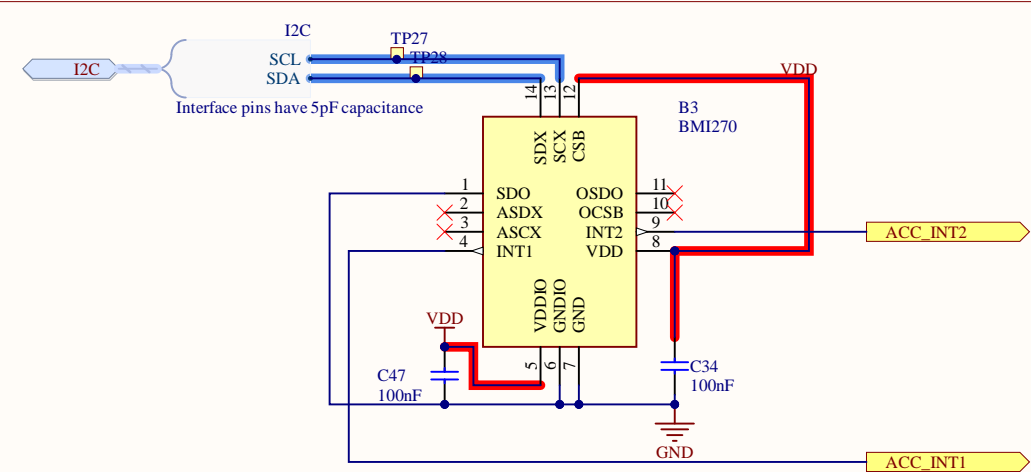 I2C
I2C
SCL
SDA
TP27
TP28
Interface pins have 5pF capacitance
VDD
B3
BMI270
14
13
12
SDX
SCX
CSB
1
SDO
2
ASDX
3
ASCX
4
INT1
OSDO
11
OCSB
10
INT2
9
VDD
8
ACC_INT2
VDDIO
GNDIO
GND
5
6
7
VDD
C47
100nF
C34
100nF
GND
ACC_INT1